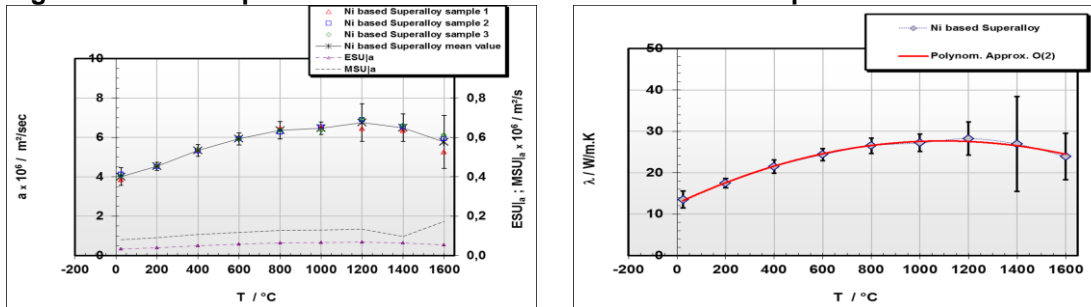 Ni based Superalloy sample 1
Ni based Superalloy sample 2
Ni based Superalloy sample 3
Ni based Superalloy mean value
ESU|a
MSU|a
10
8
6
4
2
0
a x 10⁶ / m²/sec
0,8
0,6
0,4
0,2
0,0
ESU|a ; MSU|a x 10⁶ / m²/s
-200 0 200 400 600 800 1000 1200 1400 1600
T / °C
Ni based Superalloy
Polynom. Approx. O(2)
50
40
30
20
10
0
λ / W/m.K
-200 0 200 400 600 800 1000 1200 1400 1600
T / °C